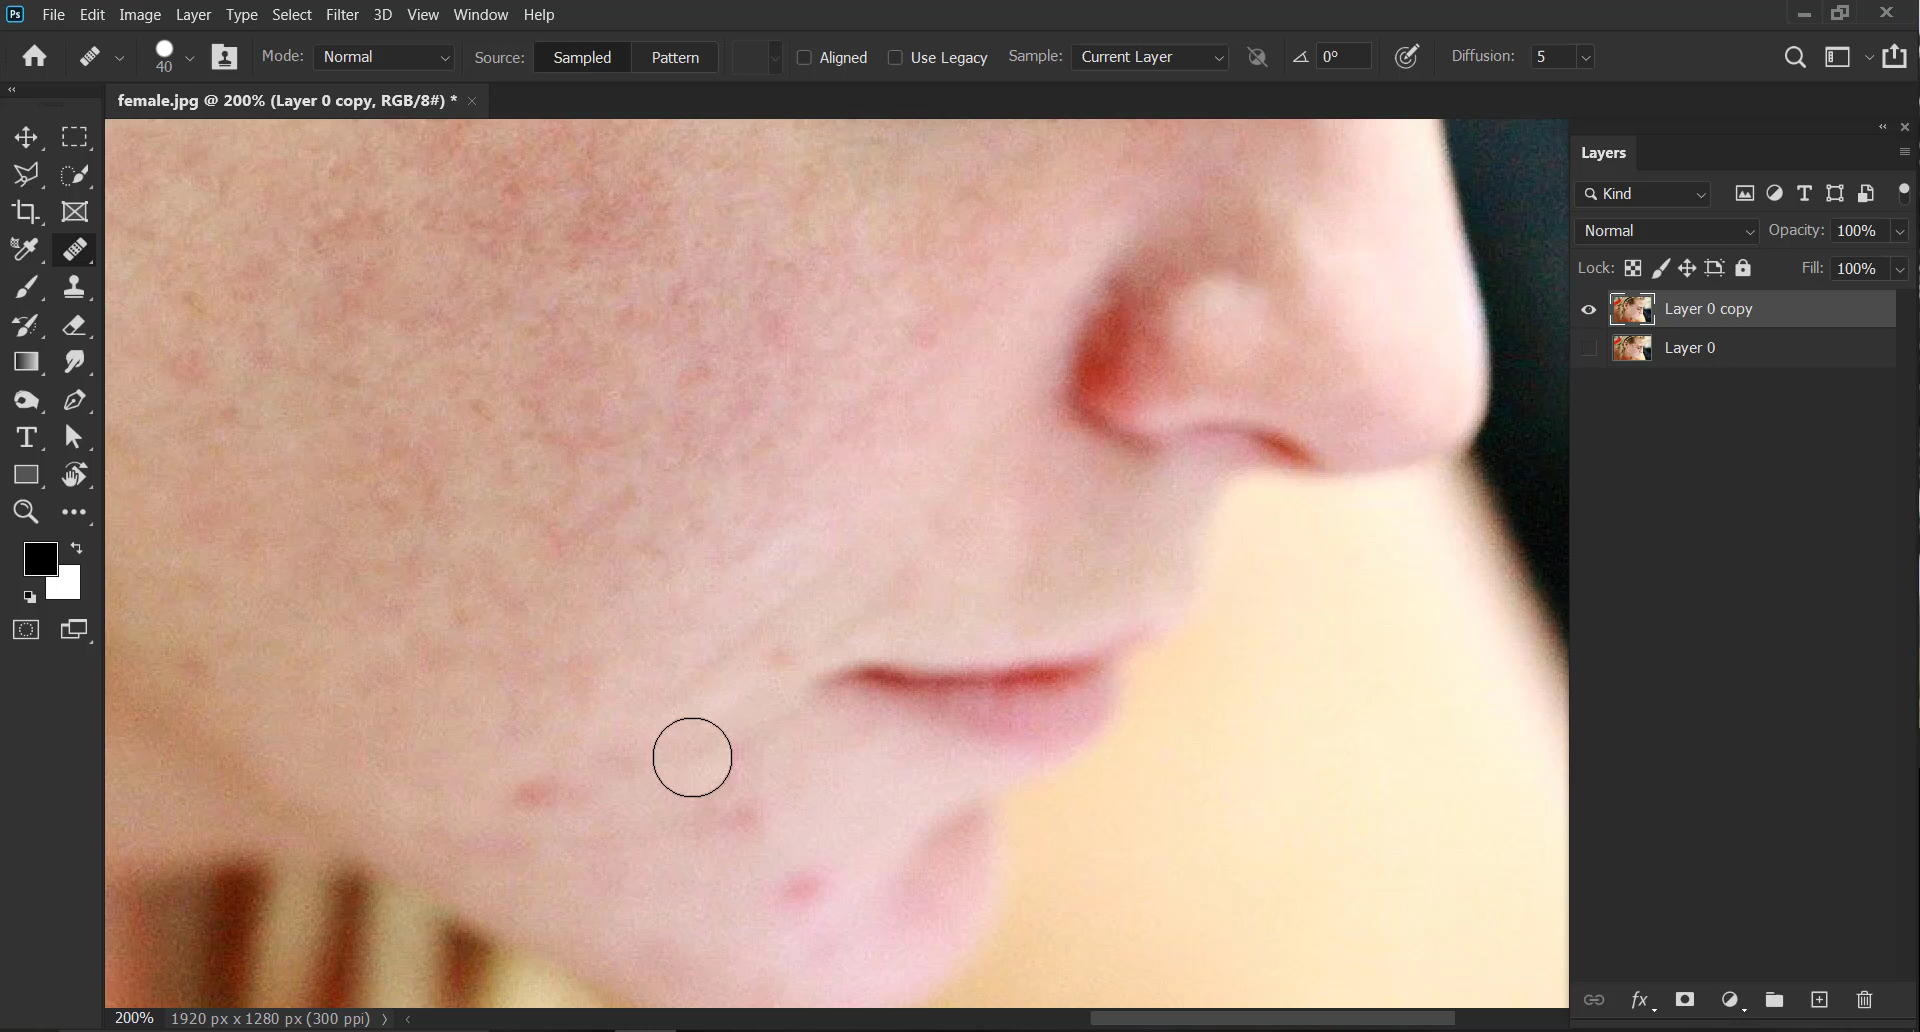 Ps File Edit Image Layer Type Select Filter 3D View Window Help
40 Mode: Normal Source: Sampled Pattern Aligned Use Legacy Sample: Current Layer 0° Diffusion: 5
female.jpg @ 200% (Layer 0 copy, RGB/8#) *
Layers
Kind
Normal Opacity: 100%
Lock: Fill: 100%
Layer 0 copy
Layer 0
fx
200% 1920 px x 1280 px (300 ppi)